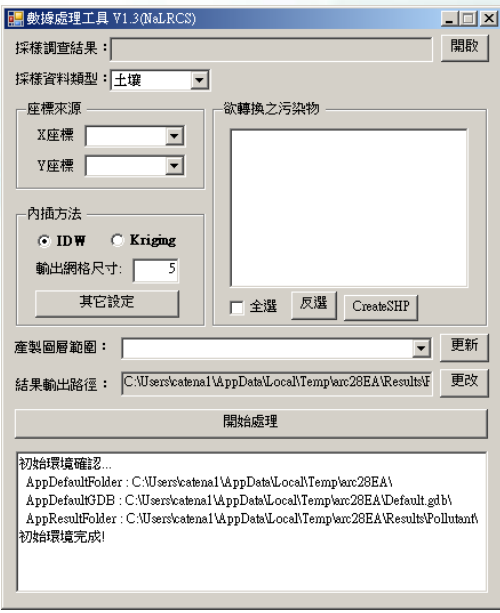 數據處理工具 V1.3(NaLRCS)
採樣調查結果： 開啟
採樣資料類型： 土壤
座標來源
X座標
Y座標
欲轉換之污染物
內插方法
IDW Kriging
輸出網格尺寸: 5
其它設定
全選 反選 CreateSHP
產製圖層範圍： 更新
結果輸出路徑： C:\Users\catena1\AppData\Local\Temp\arc28EA\Results\F 更改
開始處理
初始環境確認...
AppDefaultFolder : C:\Users\catena1\AppData\Local\Temp\arc28EA\
AppDefaultGDB : C:\Users\catena1\AppData\Local\Temp\arc28EA\Default.gdb\
AppResultFolder : C:\Users\catena1\AppData\Local\Temp\arc28EA\Results\Pollutant\
初始環境完成!